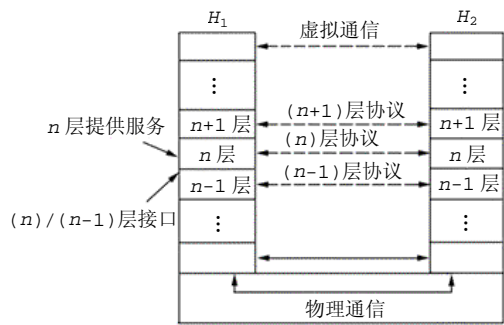 H₁
H₂
虚拟通信
⋮
⋮
n层提供服务
n+1 层
(n+1)层协议
n+1 层
n 层
(n)层协议
n 层
n-1 层
(n-1)层协议
n-1 层
(n)/(n-1)层接口
⋮
⋮
物理通信